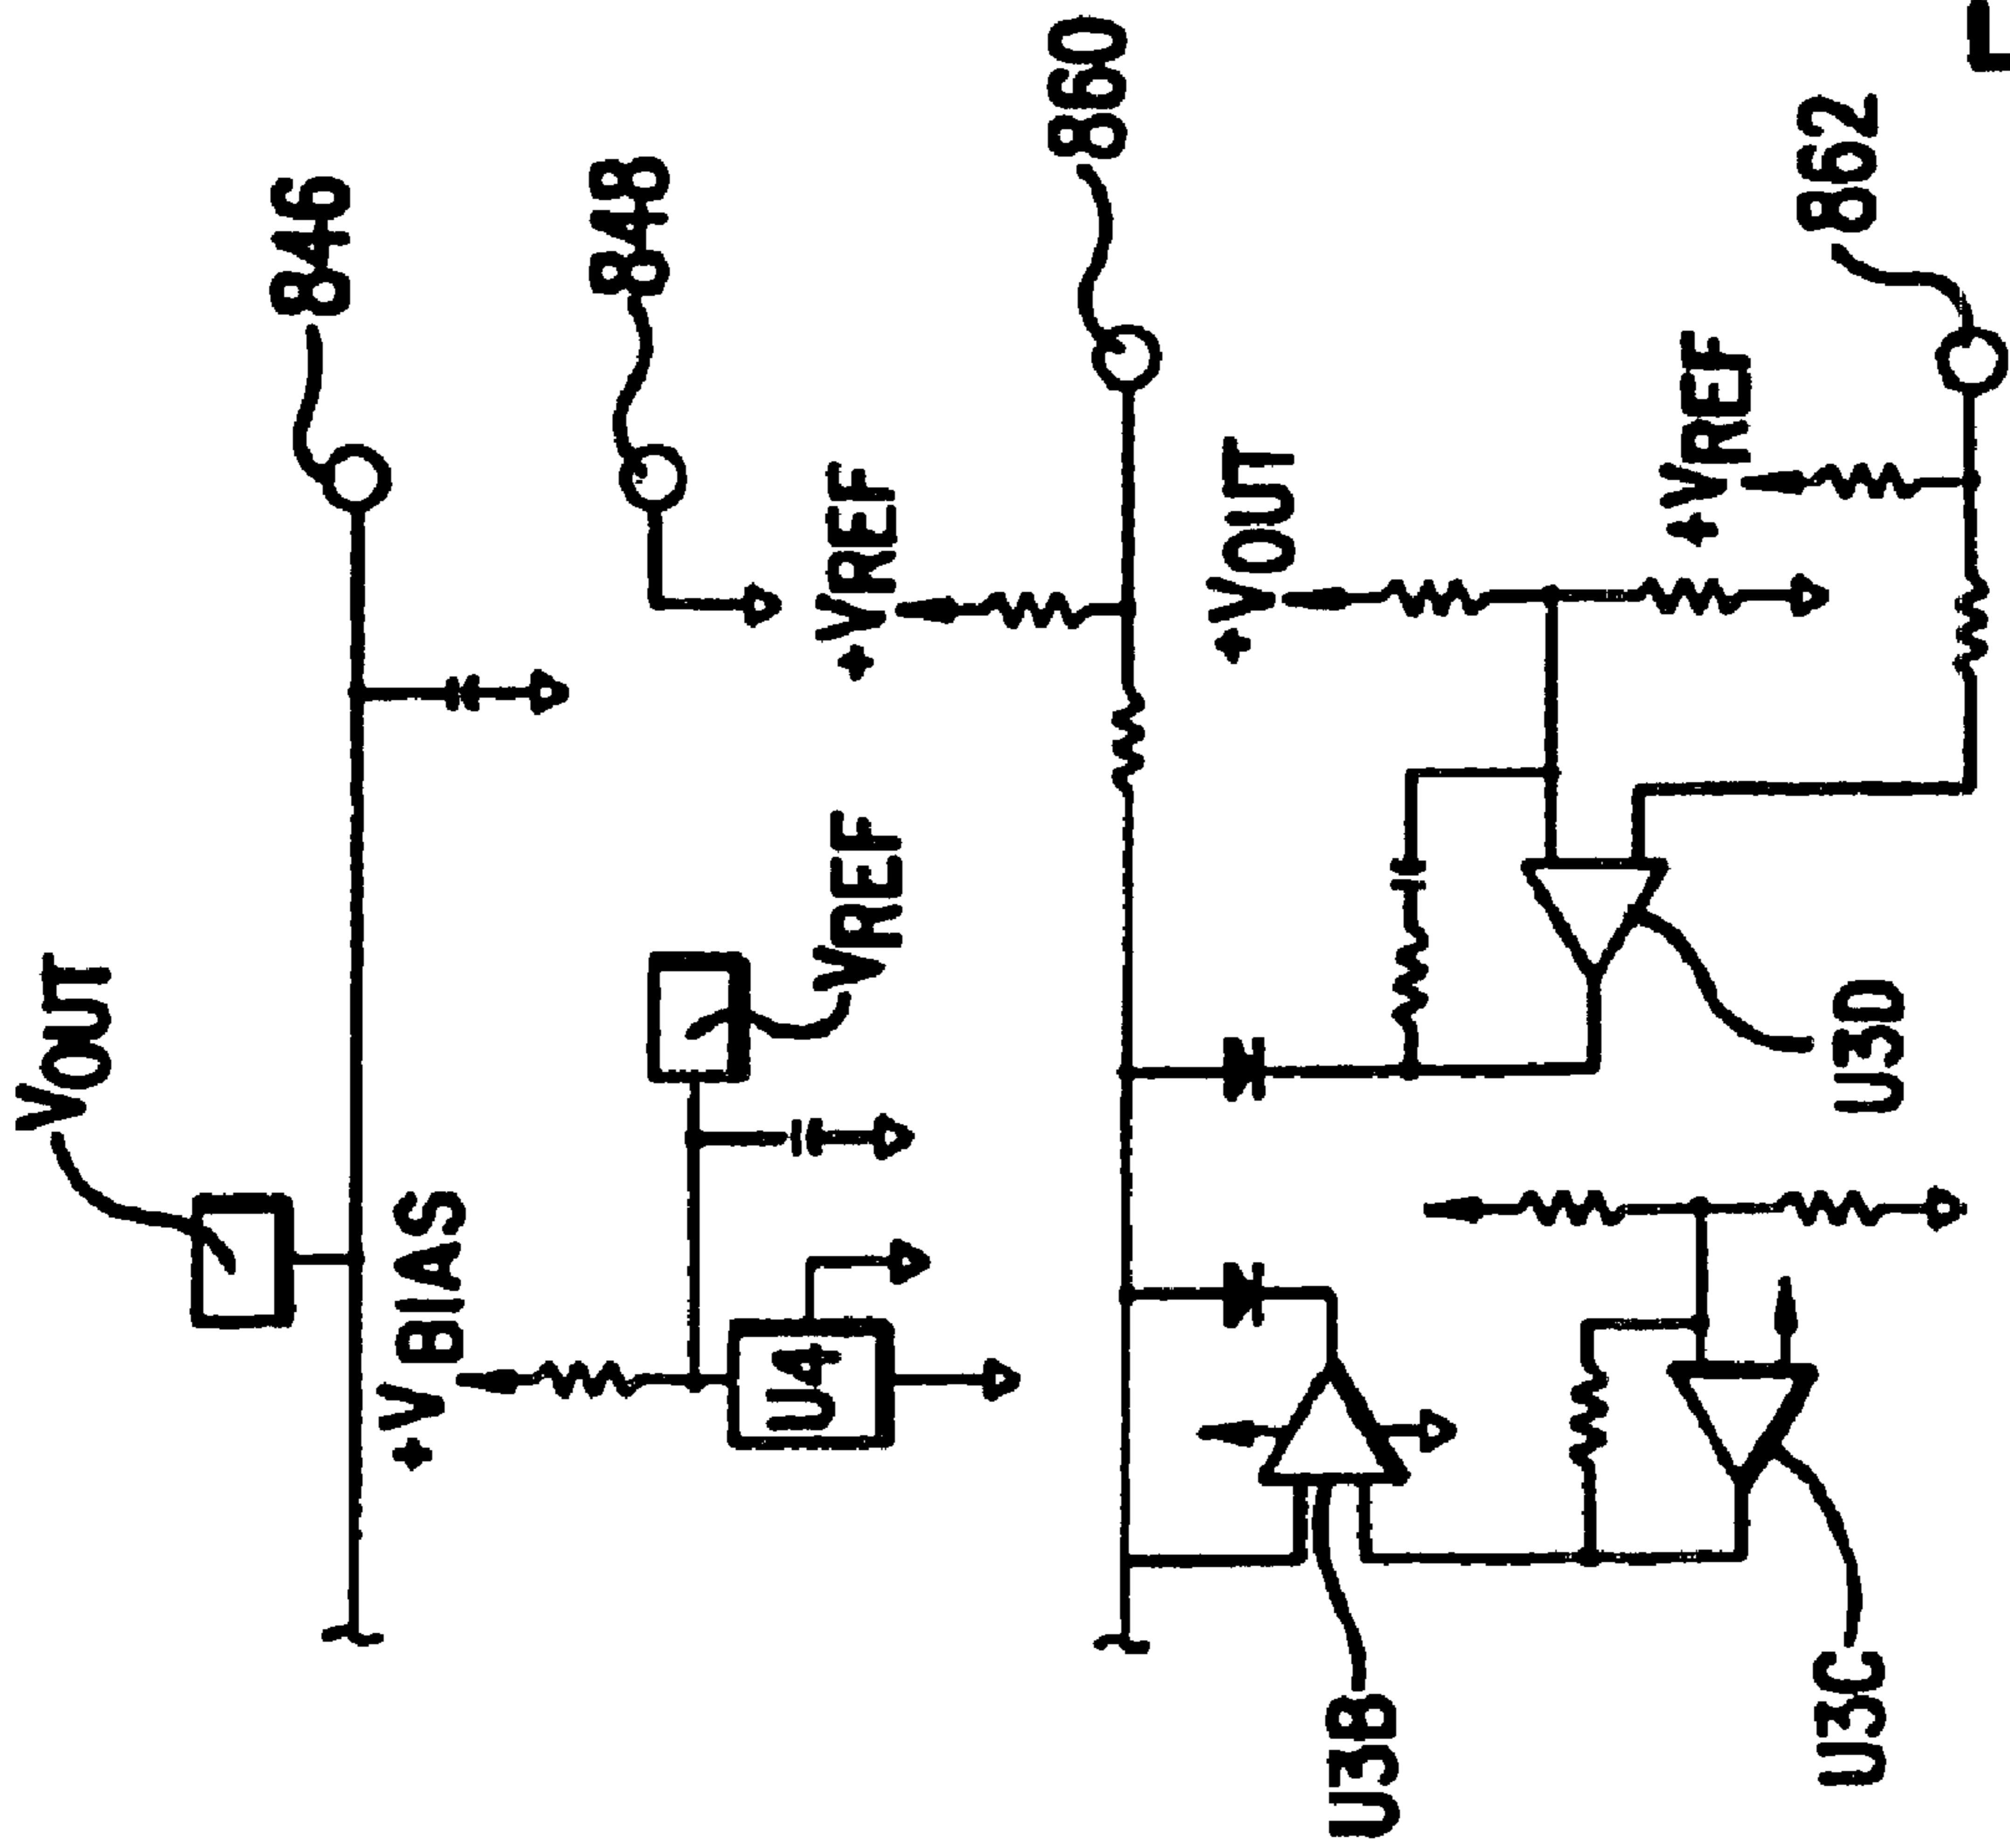 VOUT
846
+VBIAS
848
U4
VREF
+VREF
860
+VOUT
+VREF
862
U3B
U3C
U3D